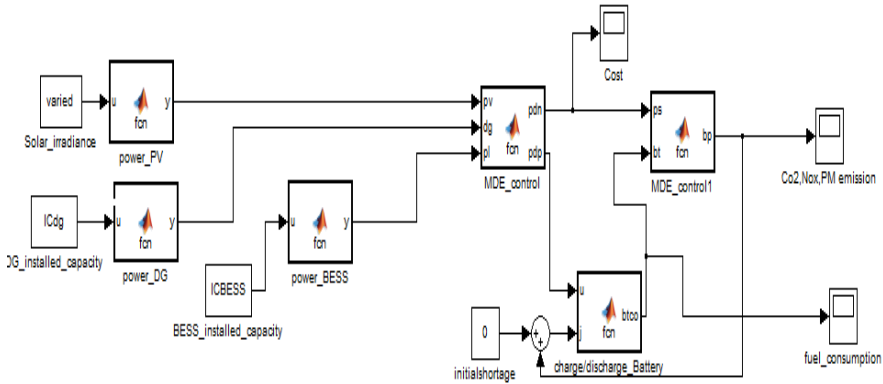 Cost
varied
u
fcn
y
Solar_irradiance
power_PV
pv
dg
pl
fcn
pdn
pdp
MDE_control
ps
bt
fcn
bp
MDE_control1
Co2,Nox,PM emission
ICdg
u
fcn
y
DG_installed_capacity
power_DG
u
fcn
y
power_BESS
ICBESS
BESS_installed_capacity
0
initialshortage
u
j
fcn
btco
charge/discharge_Battery
fuel_consumption